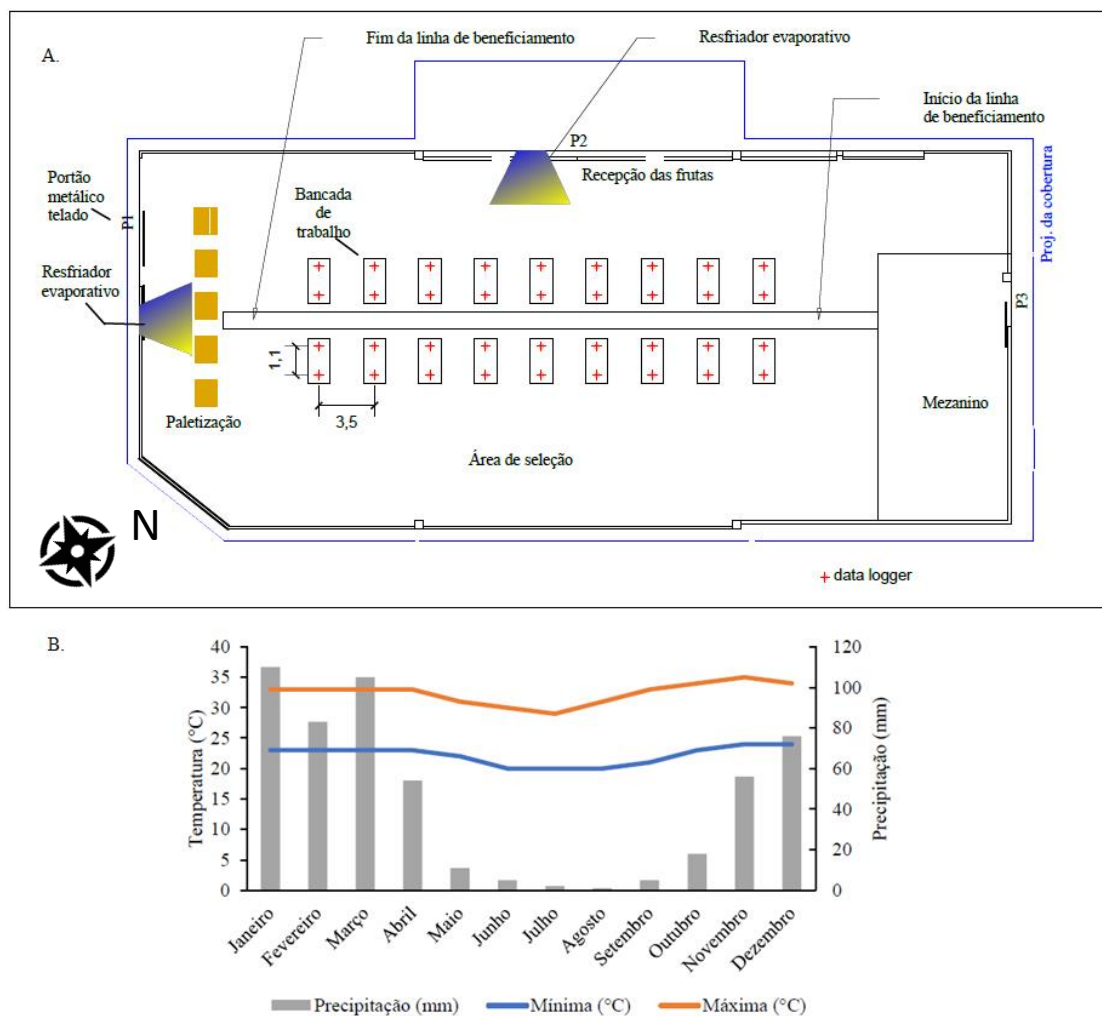 A.
Fim da linha de beneficiamento
Resfriador evaporativo
Início da linha
de beneficiamento
P2
Portão
metálico
telado
P1
Bancada
de
trabalho
Recepção das frutas
Proj. da cobertura
Resfriador
evaporativo
P3
1,1
3,5
Paletização
Mezanino
Área de seleção
N
+ data logger
B.
Temperatura (°C)
40
35
30
25
20
15
10
5
0
120
100
80
60
40
20
0
Precipitação (mm)
Janeiro
Fevereiro
Março
Abril
Maio
Junho
Julho
Agosto
Setembro
Outubro
Novembro
Dezembro
Precipitação (mm)
Mínima (°C)
Máxima (°C)